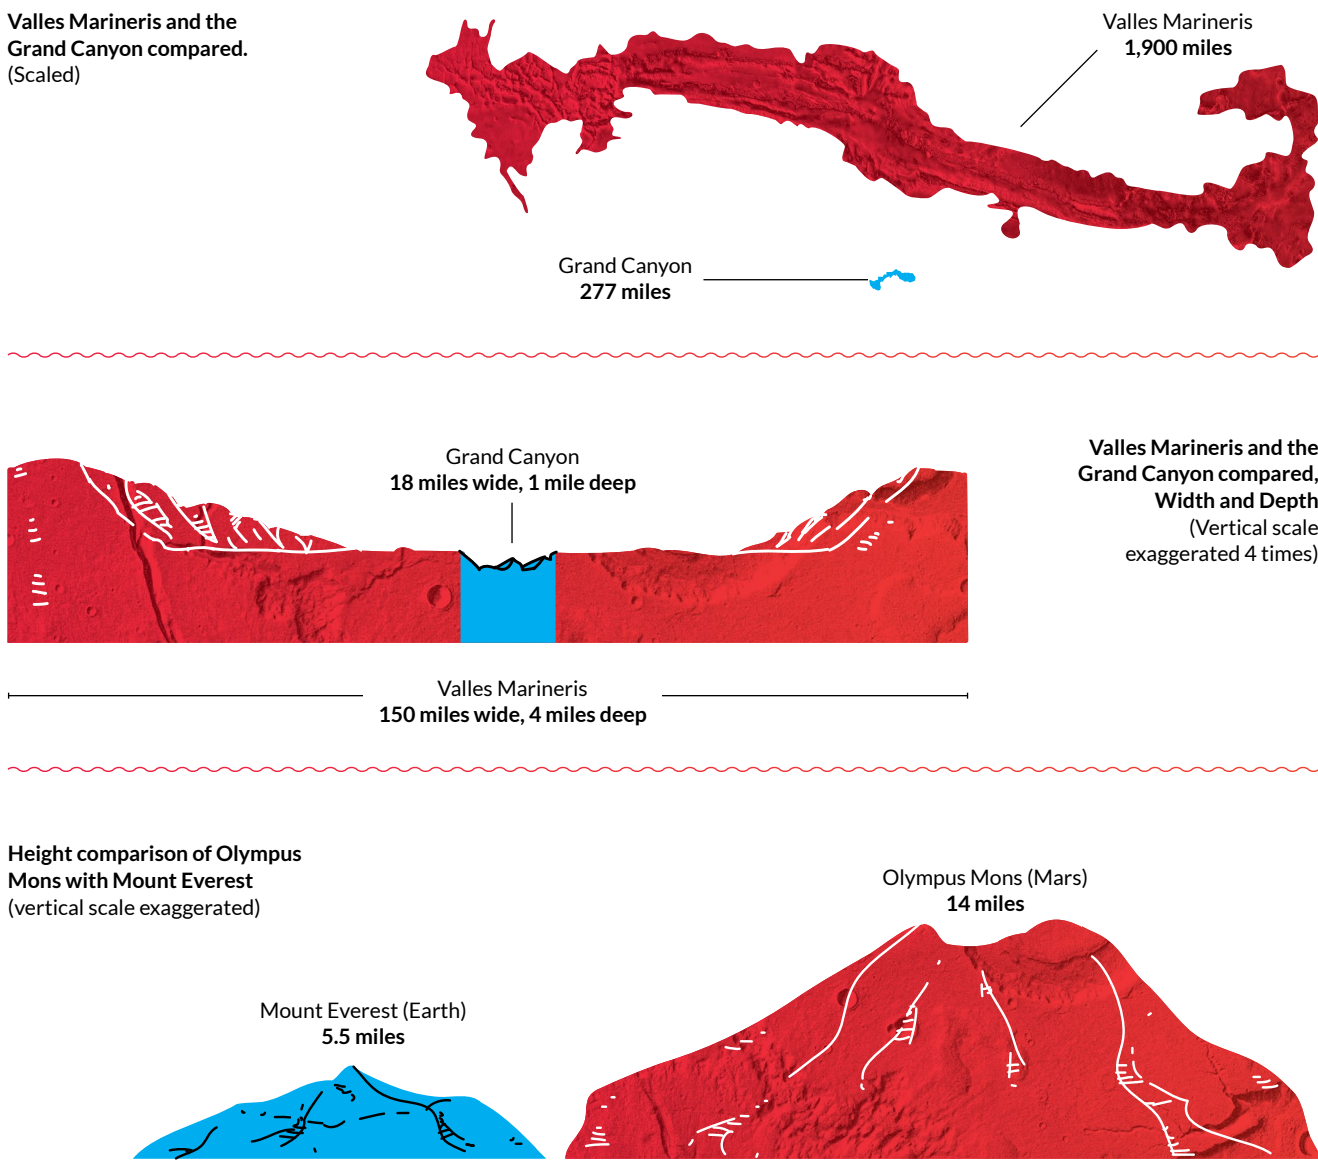 Valles Marineris and the
Grand Canyon compared.
(Scaled)
Valles Marineris
1,900 miles
Grand Canyon
277 miles
Grand Canyon
18 miles wide, 1 mile deep
Valles Marineris and the
Grand Canyon compared,
Width and Depth
(Vertical scale
exaggerated 4 times)
Valles Marineris
150 miles wide, 4 miles deep
Height comparison of Olympus
Mons with Mount Everest
(vertical scale exaggerated)
Olympus Mons (Mars)
14 miles
Mount Everest (Earth)
5.5 miles